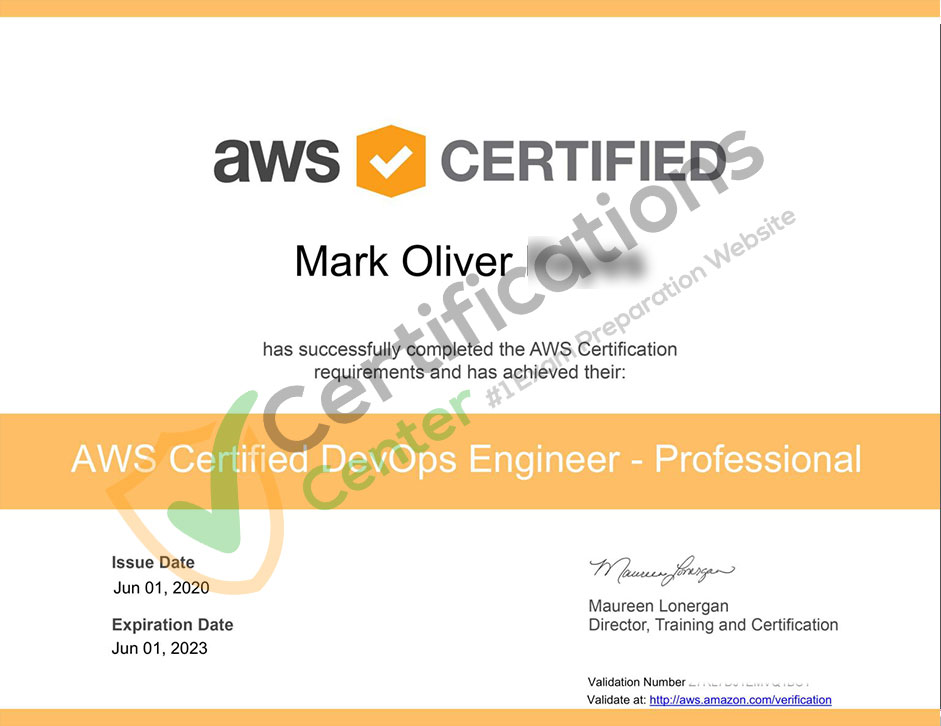 aws CERTIFIED
Mark Oliver
has successfully completed the AWS Certification
requirements and has achieved their:
AWS Certified DevOps Engineer - Professional
Issue Date
Jun 01, 2020
Expiration Date
Jun 01, 2023
Maureen Lonergan
Maureen Lonergan
Director, Training and Certification
Validation Number
Validate at: http://aws.amazon.com/verification
Certifications
Center #1 Exam Preparation Website